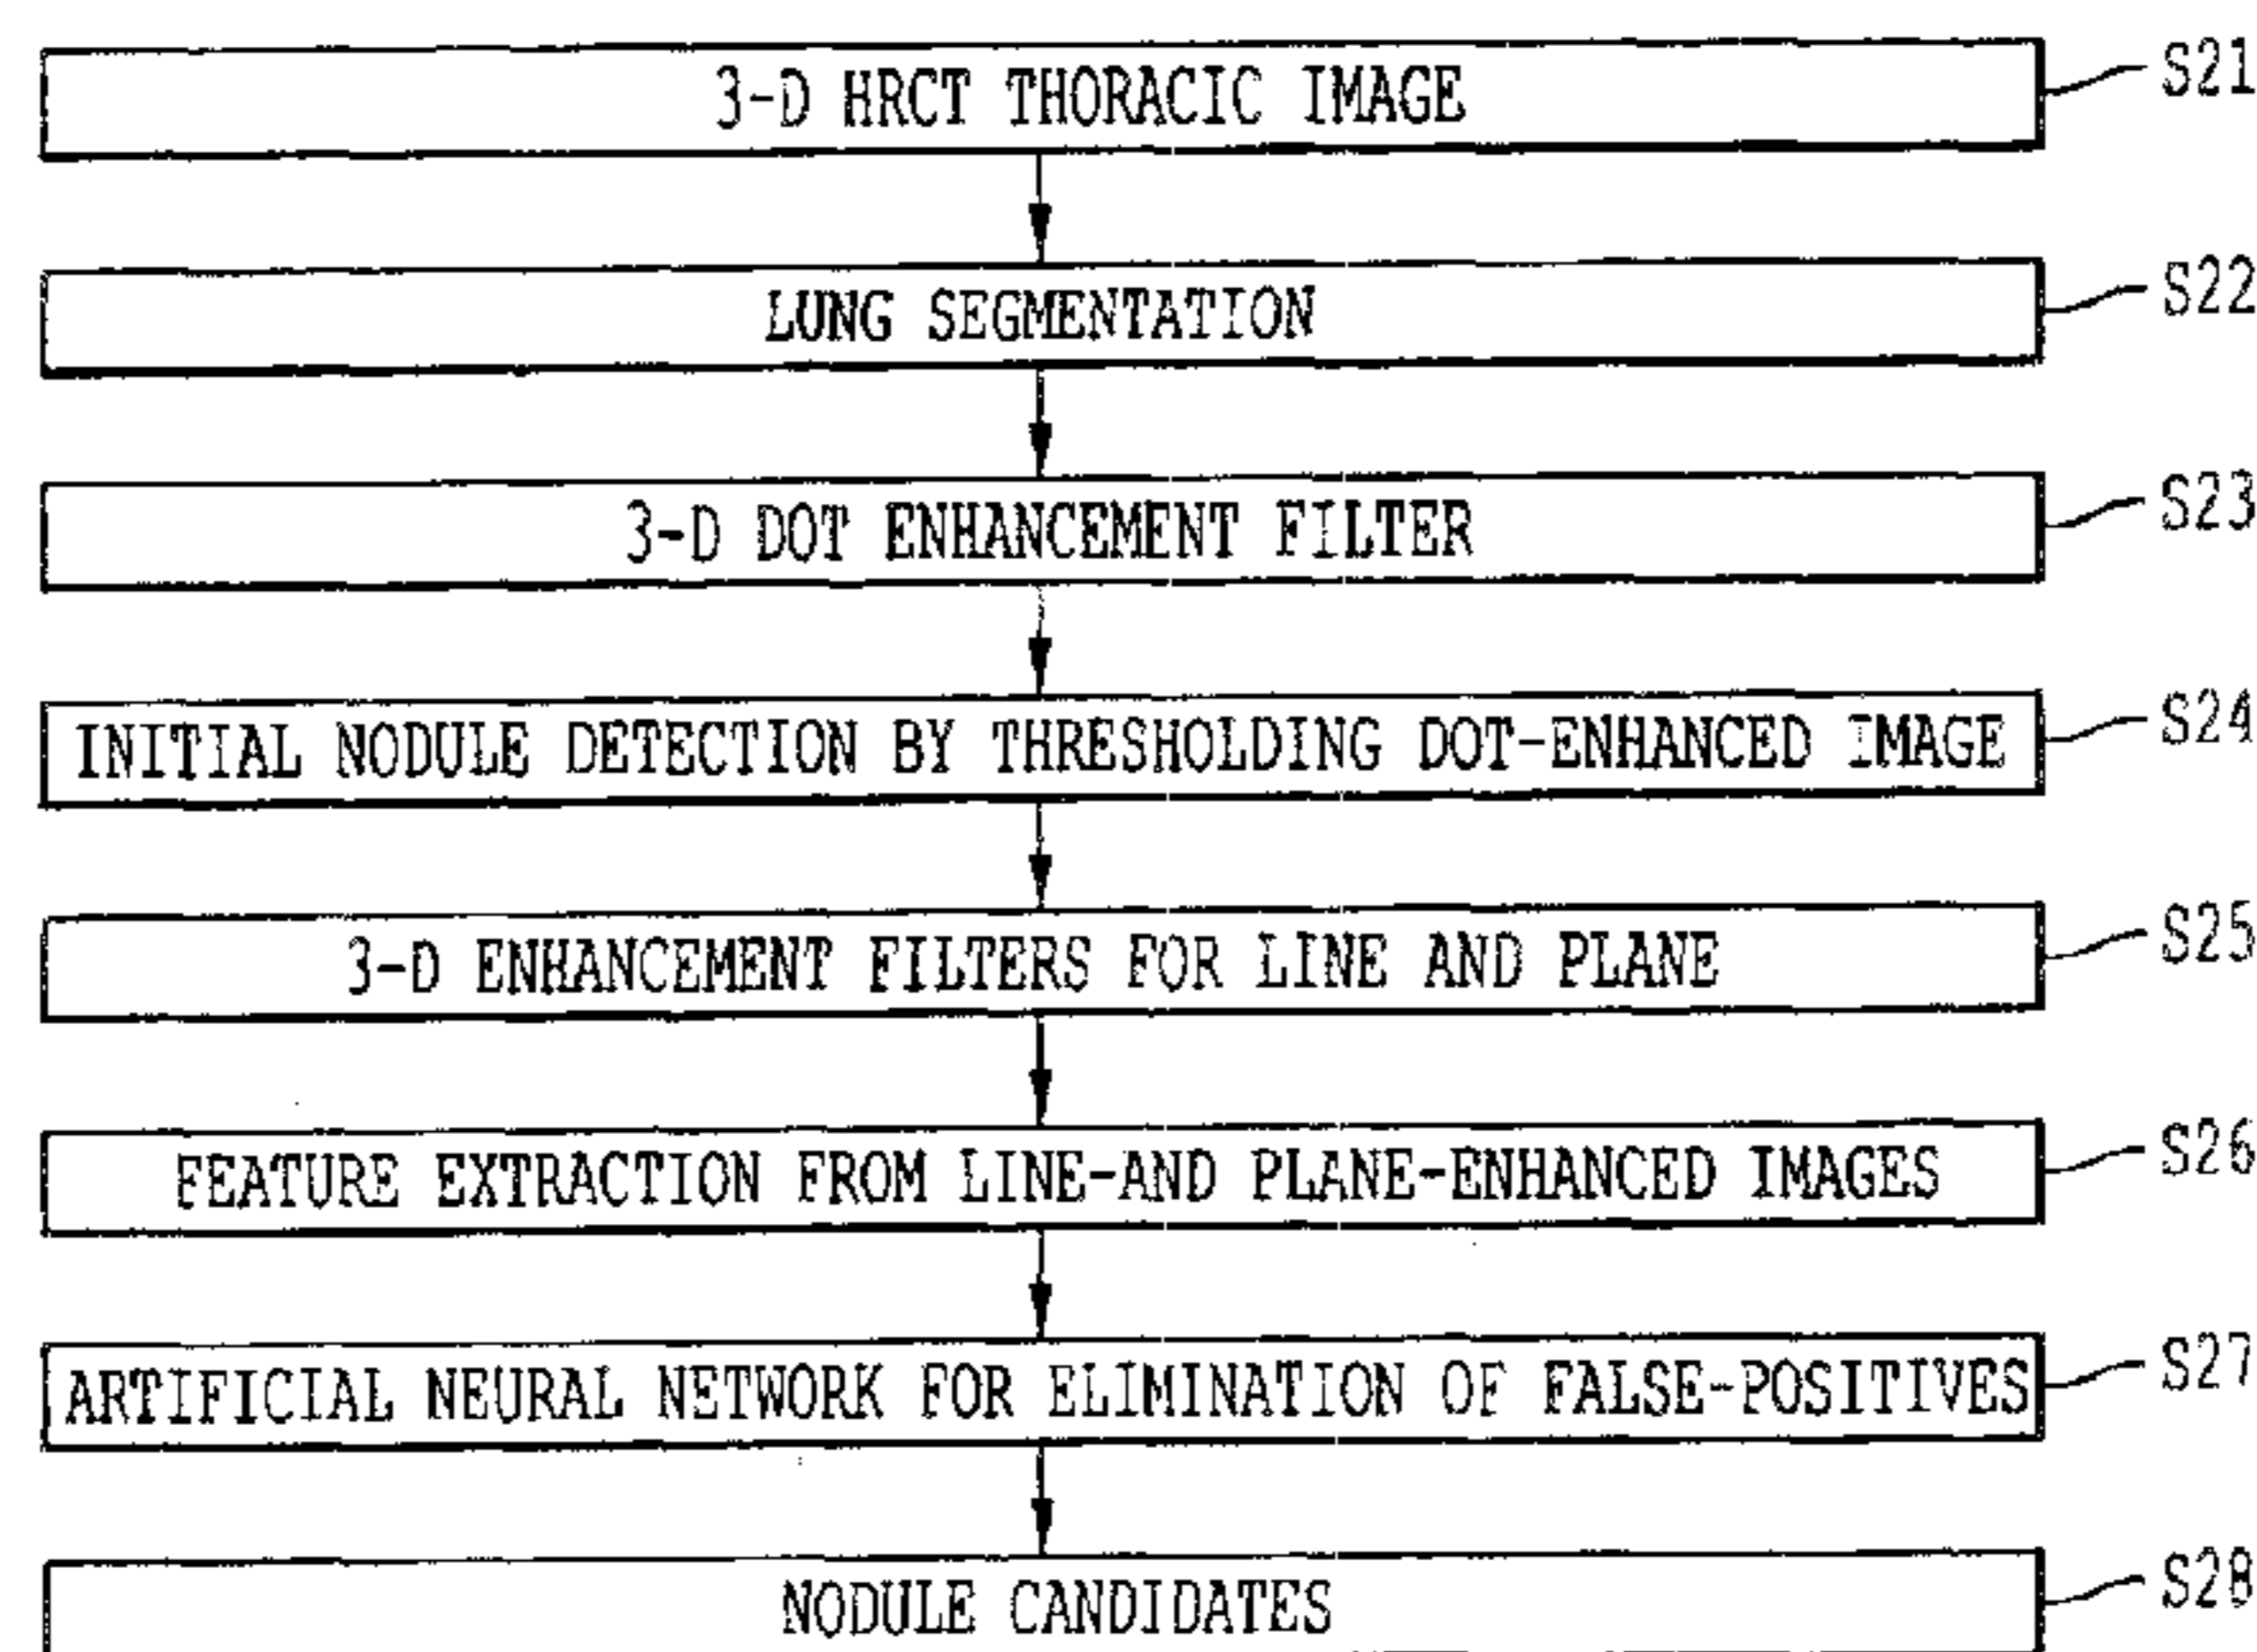 3-D HRCT THORACIC IMAGE S21
LUNG SEGMENTATION S22
3-D DOT ENHANCEMENT FILTER S23
INITIAL NODULE DETECTION BY THRESHOLDING DOT-ENHANCED IMAGE S24
3-D ENHANCEMENT FILTERS FOR LINE AND PLANE S25
FEATURE EXTRACTION FROM LINE-AND PLANE-ENHANCED IMAGES S26
ARTIFICIAL NEURAL NETWORK FOR ELIMINATION OF FALSE-POSITIVES S27
NODULE CANDIDATES S28